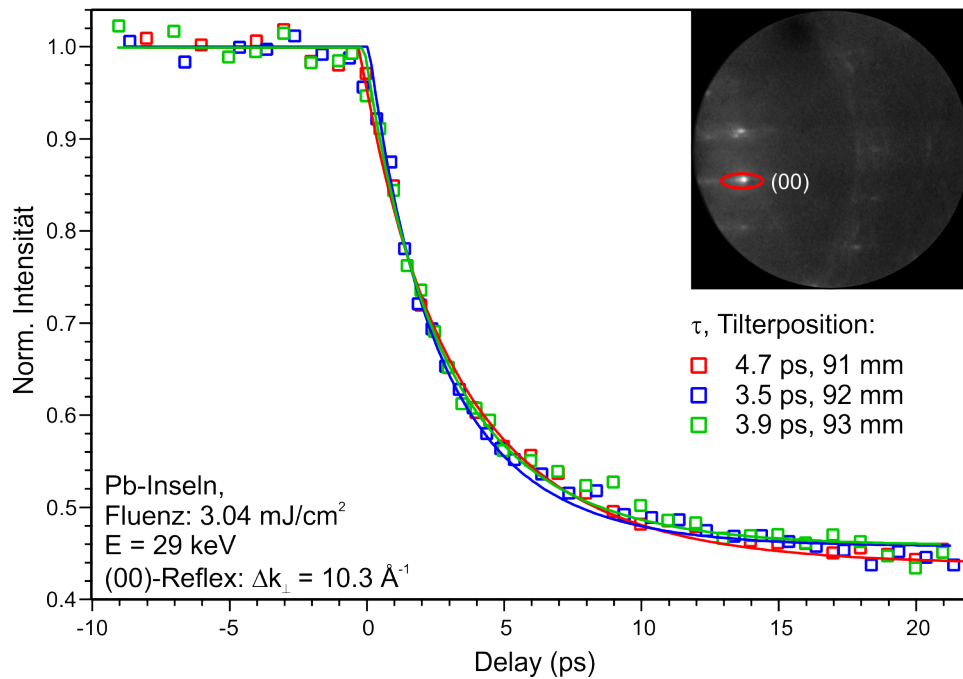 Norm. Intensität
1.0
0.9
0.8
0.7
0.6
0.5
0.4
-10
-5
0
5
10
15
20
Delay (ps)
(00)
τ, Tilterposition:
4.7 ps, 91 mm
3.5 ps, 92 mm
3.9 ps, 93 mm
Pb-Inseln,
Fluenz: 3.04 mJ/cm²
E = 29 keV
(00)-Reflex: Δk⊥ = 10.3 Å⁻¹